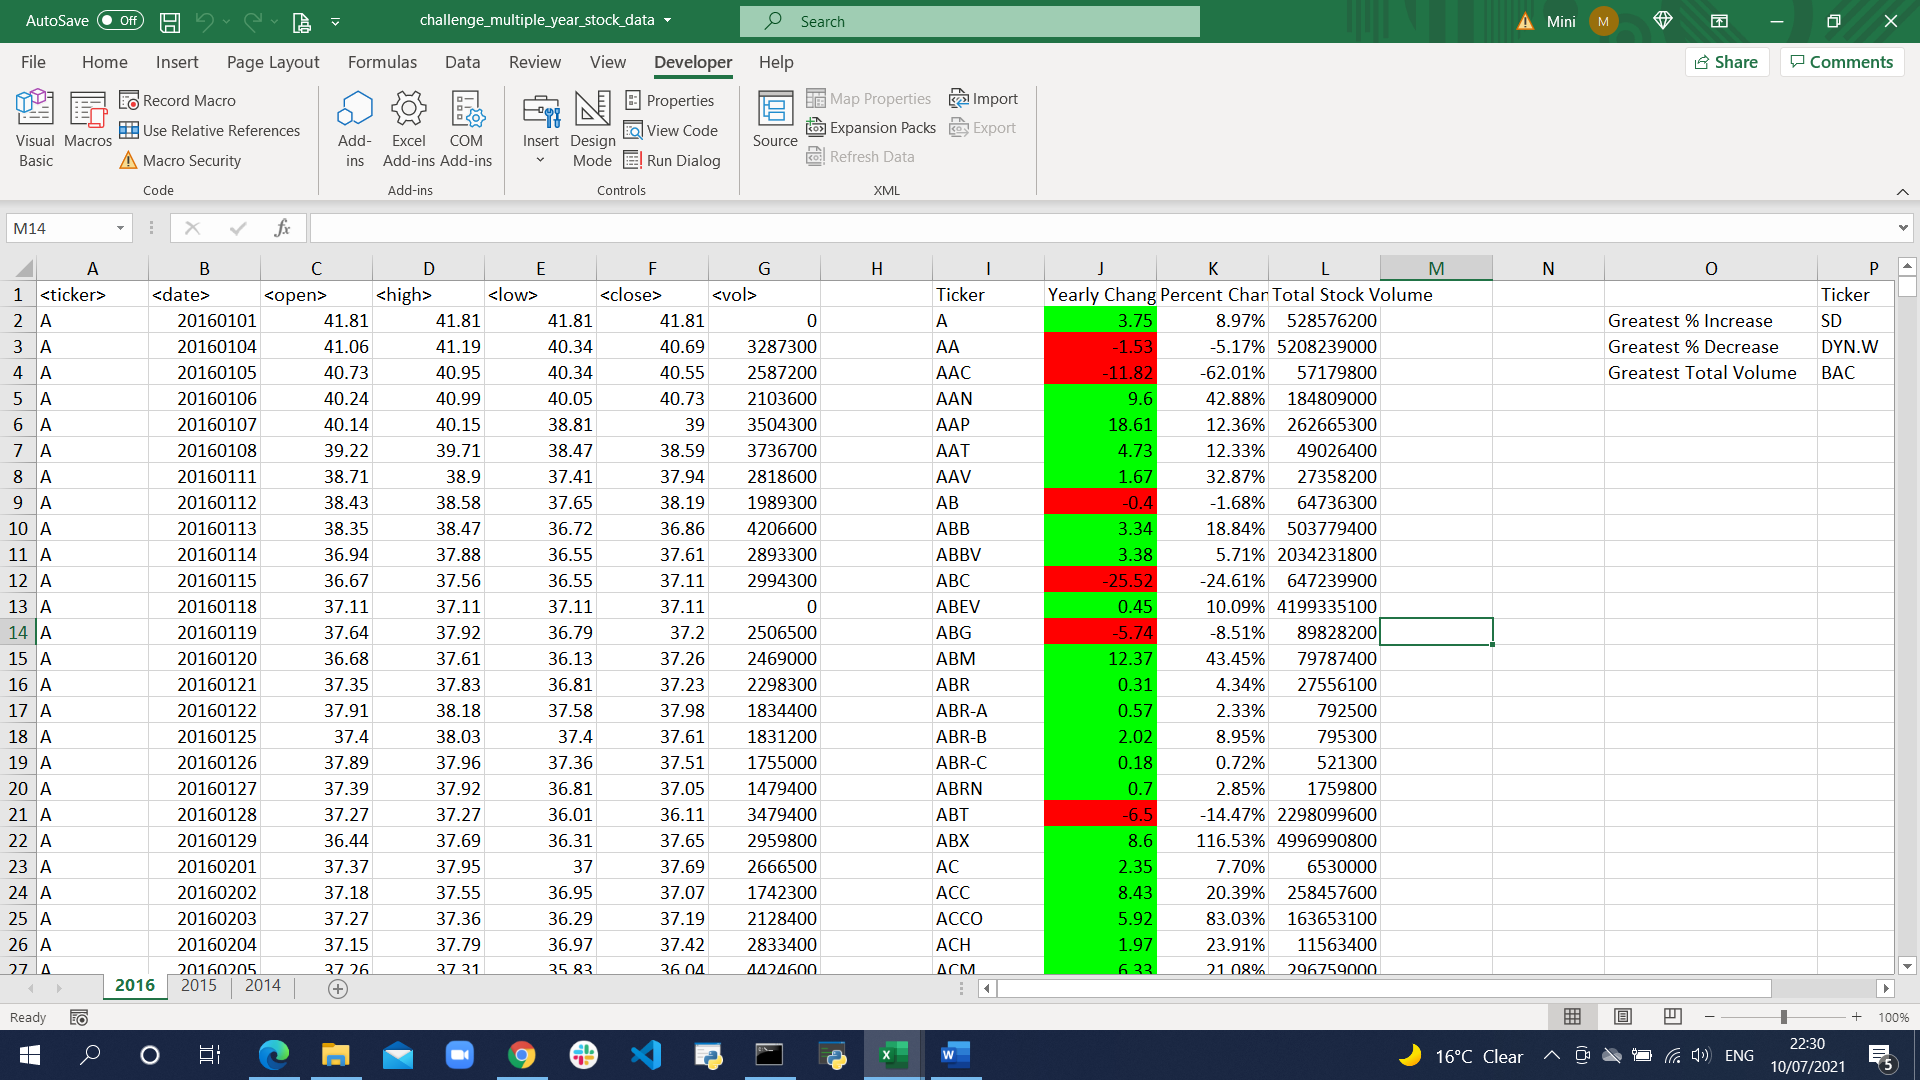 AutoSave Off challenge_multiple_year_stock_data Search Mini M
File Home Insert Page Layout Formulas Data Review View Developer Help Share Comments
Visual Basic Macros Record Macro Use Relative References Macro Security Code
Add-ins Excel Add-ins COM Add-ins Add-ins
Insert Design Mode Properties View Code Run Dialog Controls
Source Map Properties Expansion Packs Refresh Data Import Export XML
M14 fx
A B C D E F G H I J K L M N O P
1 <ticker> <date> <open> <high> <low> <close> <vol> Ticker Yearly Chang Percent Chan Total Stock Volume Ticker
2 A 20160101 41.81 41.81 41.81 41.81 0 A 3.75 8.97% 528576200 Greatest % Increase SD
3 A 20160104 41.06 41.19 40.34 40.69 3287300 AA -1.53 -5.17% 5208239000 Greatest % Decrease DYN.W
4 A 20160105 40.73 40.95 40.34 40.55 2587200 AAC -11.82 -62.01% 57179800 Greatest Total Volume BAC
5 A 20160106 40.24 40.99 40.05 40.73 2103600 AAN 9.6 42.88% 184809000
6 A 20160107 40.14 40.15 38.81 39 3504300 AAP 18.61 12.36% 262665300
7 A 20160108 39.22 39.71 38.47 38.59 3736700 AAT 4.73 12.33% 49026400
8 A 20160111 38.71 38.9 37.41 37.94 2818600 AAV 1.67 32.87% 27358200
9 A 20160112 38.43 38.58 37.65 38.19 1989300 AB -0.4 -1.68% 64736300
10 A 20160113 38.35 38.47 36.72 36.86 4206600 ABB 3.34 18.84% 503779400
11 A 20160114 36.94 37.88 36.55 37.61 2893300 ABBV 3.38 5.71% 2034231800
12 A 20160115 36.67 37.56 36.55 37.11 2994300 ABC -25.52 -24.61% 647239900
13 A 20160118 37.11 37.11 37.11 37.11 0 ABEV 0.45 10.09% 4199335100
14 A 20160119 37.64 37.92 36.79 37.2 2506500 ABG -5.74 -8.51% 89828200
15 A 20160120 36.68 37.61 36.13 37.26 2469000 ABM 12.37 43.45% 79787400
16 A 20160121 37.35 37.83 36.81 37.23 2298300 ABR 0.31 4.34% 27556100
17 A 20160122 37.91 38.18 37.58 37.98 1834400 ABR-A 0.57 2.33% 792500
18 A 20160125 37.4 38.03 37.4 37.61 1831200 ABR-B 2.02 8.95% 795300
19 A 20160126 37.89 37.96 37.36 37.51 1755000 ABR-C 0.18 0.72% 521300
20 A 20160127 37.39 37.92 36.81 37.05 1479400 ABRN 0.7 2.85% 1759800
21 A 20160128 37.27 37.27 36.01 36.11 3479400 ABT -6.5 -14.47% 2298099600
22 A 20160129 36.44 37.69 36.31 37.65 2959800 ABX 8.6 116.53% 4996990800
23 A 20160201 37.37 37.95 37 37.69 2666500 AC 2.35 7.70% 6530000
24 A 20160202 37.18 37.55 36.95 37.07 1742300 ACC 8.43 20.39% 258457600
25 A 20160203 37.27 37.36 36.29 37.19 2128400 ACCO 5.92 83.03% 163653100
26 A 20160204 37.15 37.79 36.97 37.42 2833400 ACH 1.97 23.91% 11563400
27 A 20160205 37.26 37.31 35.83 36.04 4424600 ACM 6.33 21.08% 296759000
2016 2015 2014
Ready 100%
16°C Clear ENG 22:30 10/07/2021 5